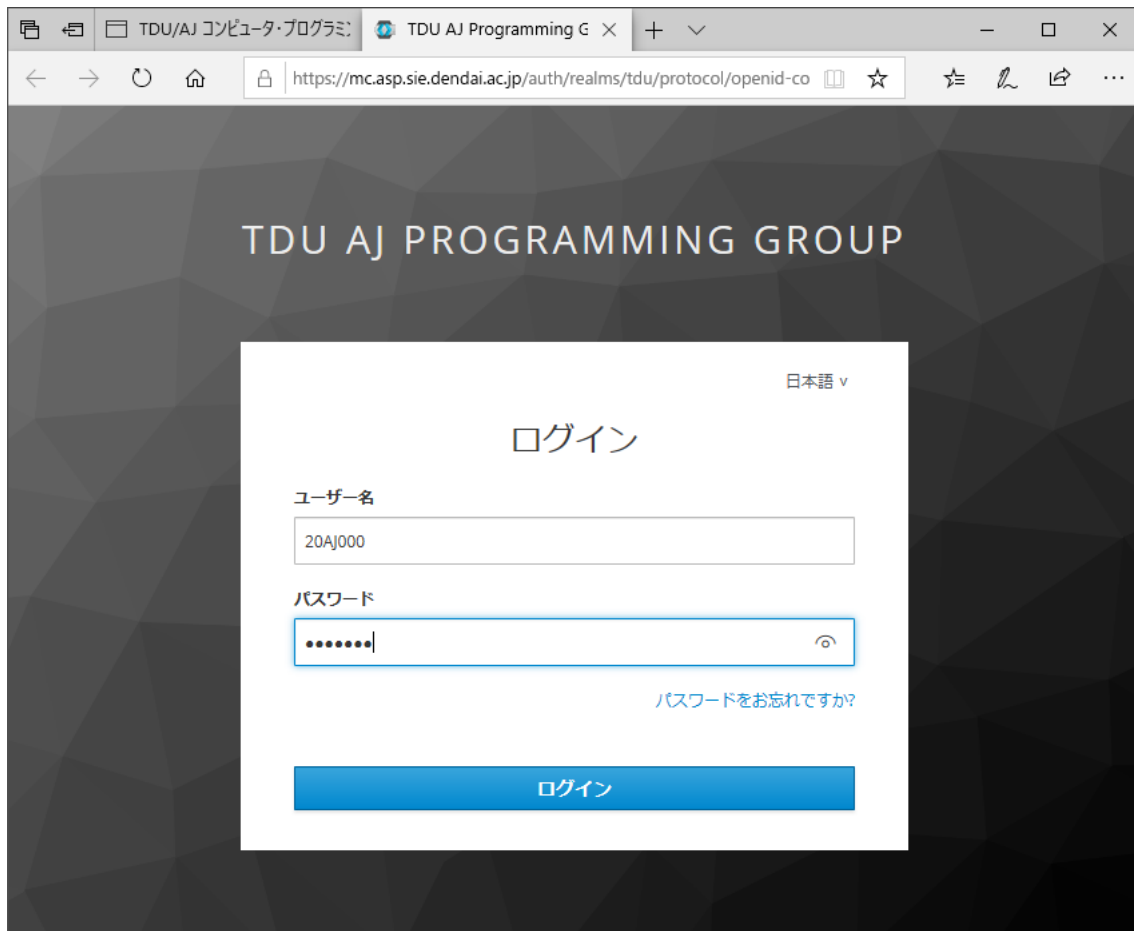 TDU/AJ コンピュータ・プログラミン
TDU AJ Programming G
https://mc.asp.sie.dendai.ac.jp/auth/realms/tdu/protocol/openid-co
TDU AJ PROGRAMMING GROUP
日本語 v
ログイン
ユーザー名
20AJ000
パスワード
•••••••
パスワードをお忘れですか?
ログイン